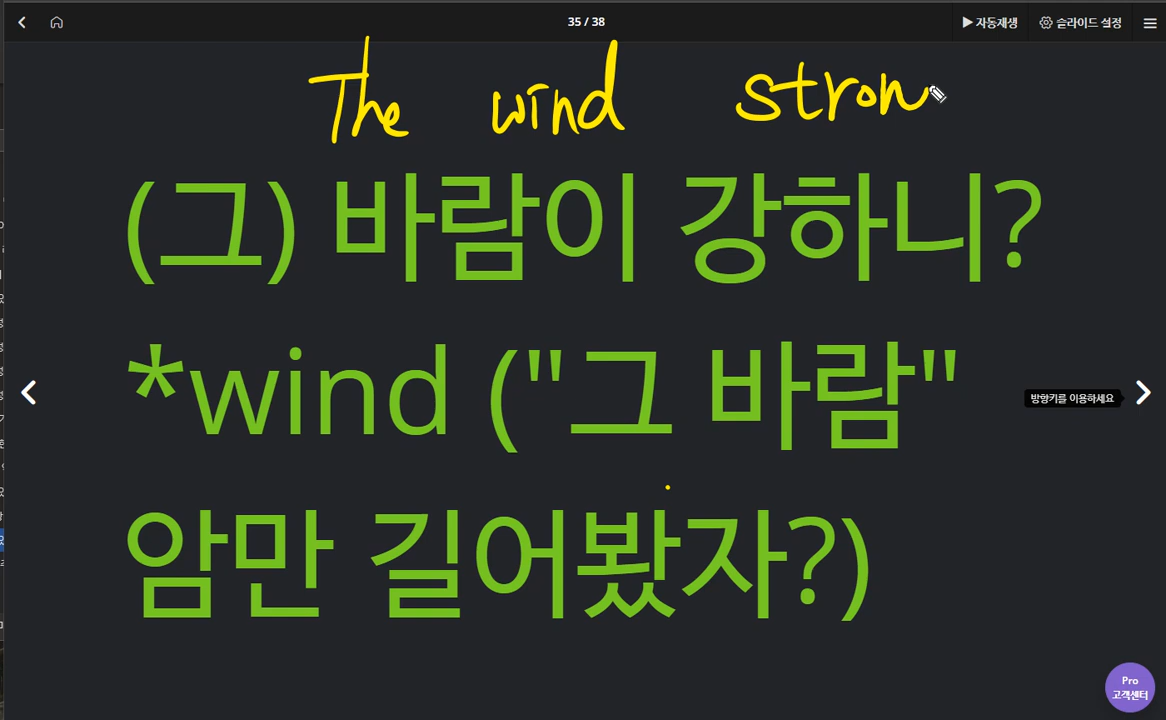 35 / 38
자동재생
슬라이드 설정
The wind stron
(그) 바람이 강하니?
*wind ("그 바람"
방향키를 이용하세요
암만 길어봤자?)
Pro
고객센터